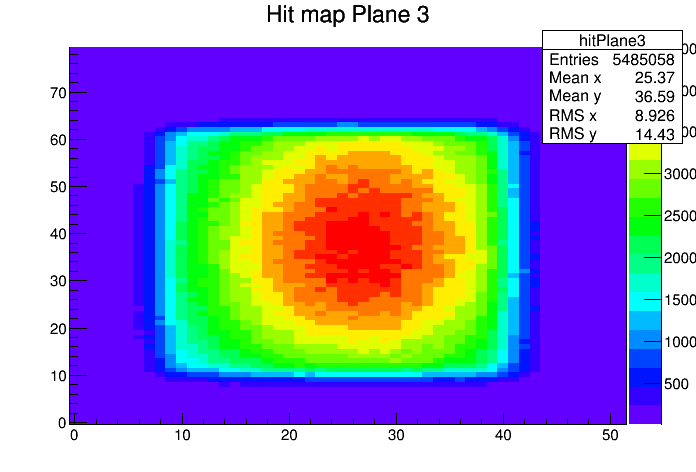 Hit map Plane 3
hitPlane3
Entries 5485058
Mean x 25.37
Mean y 36.59
RMS x 8.926
RMS y 14.43
70
60
50
40
30
20
10
0
0 10 20 30 40 50
3000
2500
2000
1500
1000
500